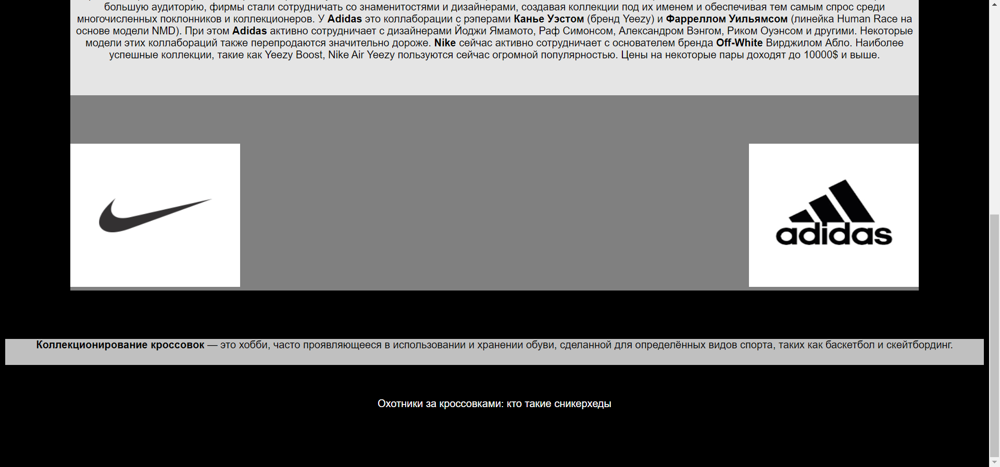 большую аудиторию, фирмы стали сотрудничать со знаменитостями и дизайнерами, создавая коллекции под их именем и обеспечивая тем самым спрос среди
многочисленных поклонников и коллекционеров. У Adidas это коллаборации с рэперами Канье Уэстом (бренд Yeezy) и Фарреллом Уильямсом (линейка Human Race на
основе модели NMD). При этом Adidas активно сотрудничает с дизайнерами Йоджи Ямамото, Раф Симонсом, Александром Вэнгом, Риком Оуэнсом и другими. Некоторые
модели этих коллабораций также перепродаются значительно дороже. Nike сейчас активно сотрудничает с основателем бренда Off-White Вирджилом Абло. Наиболее
успешные коллекции, такие как Yeezy Boost, Nike Air Yeezy пользуются сейчас огромной популярностью. Цены на некоторые пары доходят до 10000$ и выше.
adidas
Коллекционирование кроссовок — это хобби, часто проявляющееся в использовании и хранении обуви, сделанной для определённых видов спорта, таких как баскетбол и скейтбординг.
Охотники за кроссовками: кто такие сникерхеды